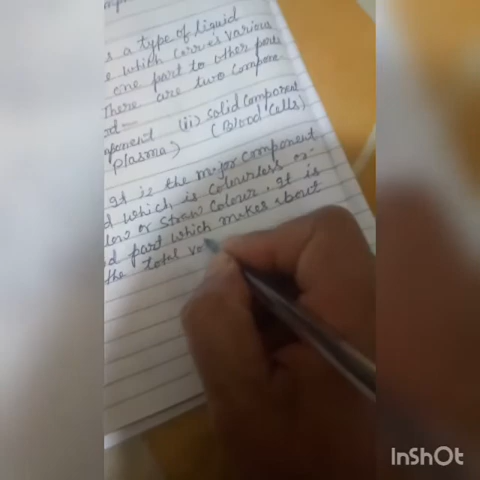 s a type of liquid
e which carries various
one part to other parts
There are two compone
od-
ponent (ii) solid component
plasma) (Blood Cells)
It is the major component
d which is colourless or
low or straw colour. It is
d part which makes about
the total vo
InShOt